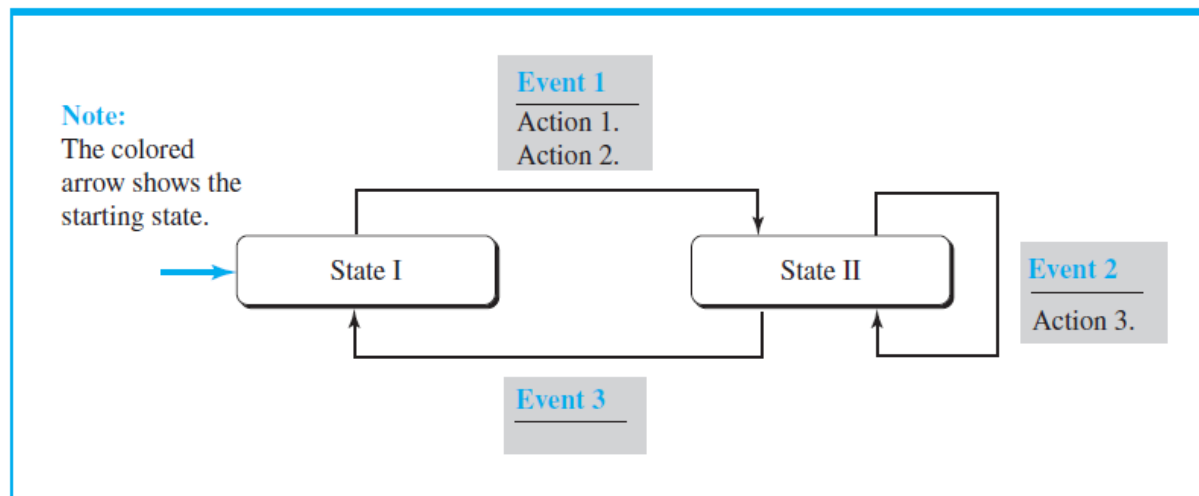 Note:
The colored
arrow shows the
starting state.
Event 1
Action 1.
Action 2.
State I
State II
Event 2
Action 3.
Event 3